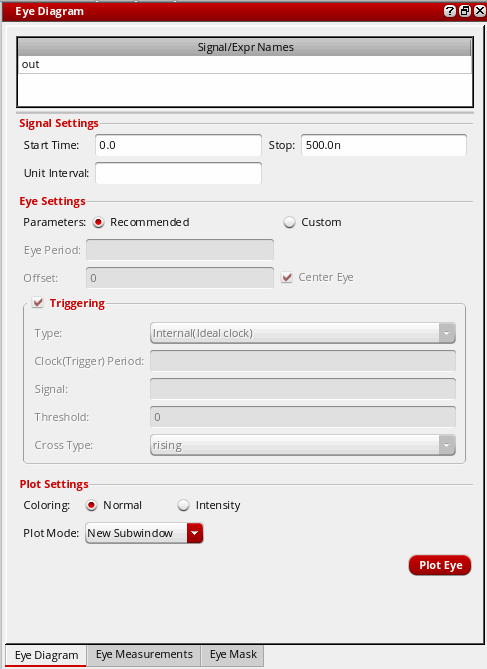 Eye Diagram
Signal/Expr Names
out
Signal Settings
Start Time: 0.0 Stop: 500.0n
Unit Interval:
Eye Settings
Parameters: Recommended Custom
Eye Period:
Offset: 0 Center Eye
Triggering
Type: Internal(Ideal clock)
Clock(Trigger) Period:
Signal:
Threshold: 0
Cross Type: rising
Plot Settings
Coloring: Normal Intensity
Plot Mode: New Subwindow
Plot Eye
Eye Diagram Eye Measurements Eye Mask